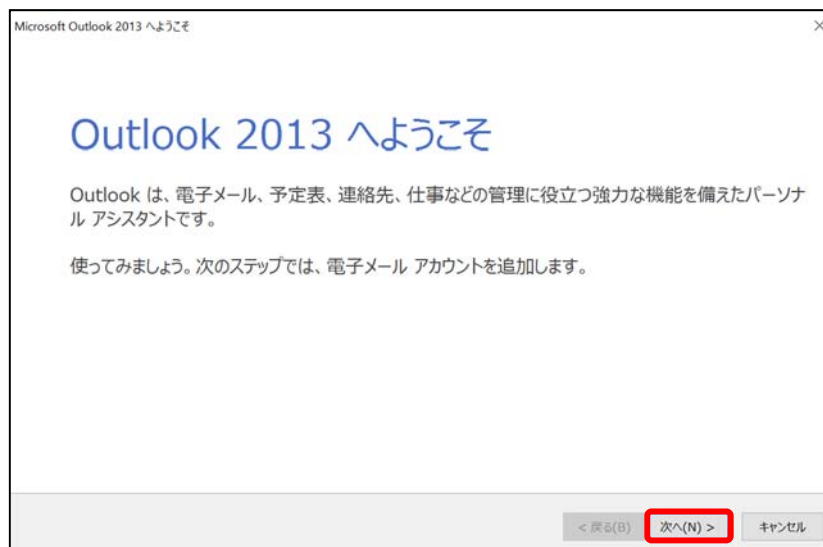 Microsoft Outlook 2013 へようこそ
Outlook 2013 へようこそ
Outlook は、電子メール、予定表、連絡先、仕事などの管理に役立つ強力な機能を備えたパーソナ
ル アシスタントです。
使ってみましょう。次のステップでは、電子メール アカウントを追加します。
< 戻る(B) 次へ(N) > キャンセル